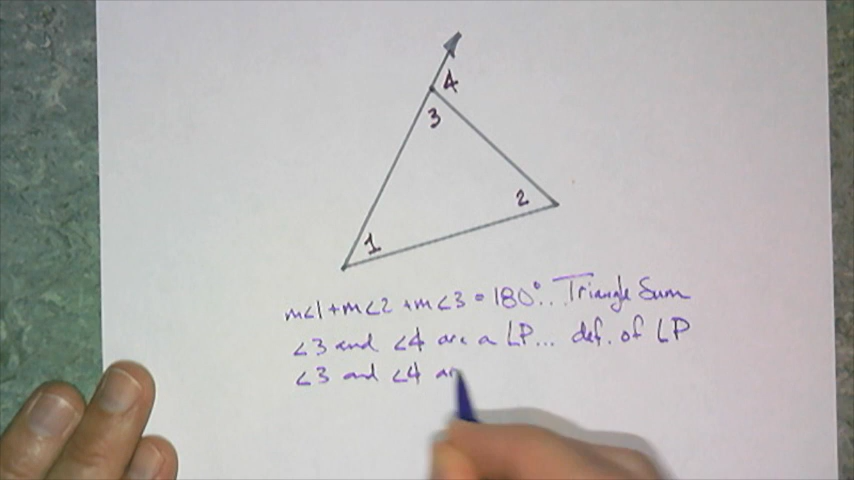 4
3
2
1
m∠1+m∠2+m∠3=180°.. Triangle Sum
∠3 and ∠4 are a LP... def. of LP
∠3 and ∠4 ar